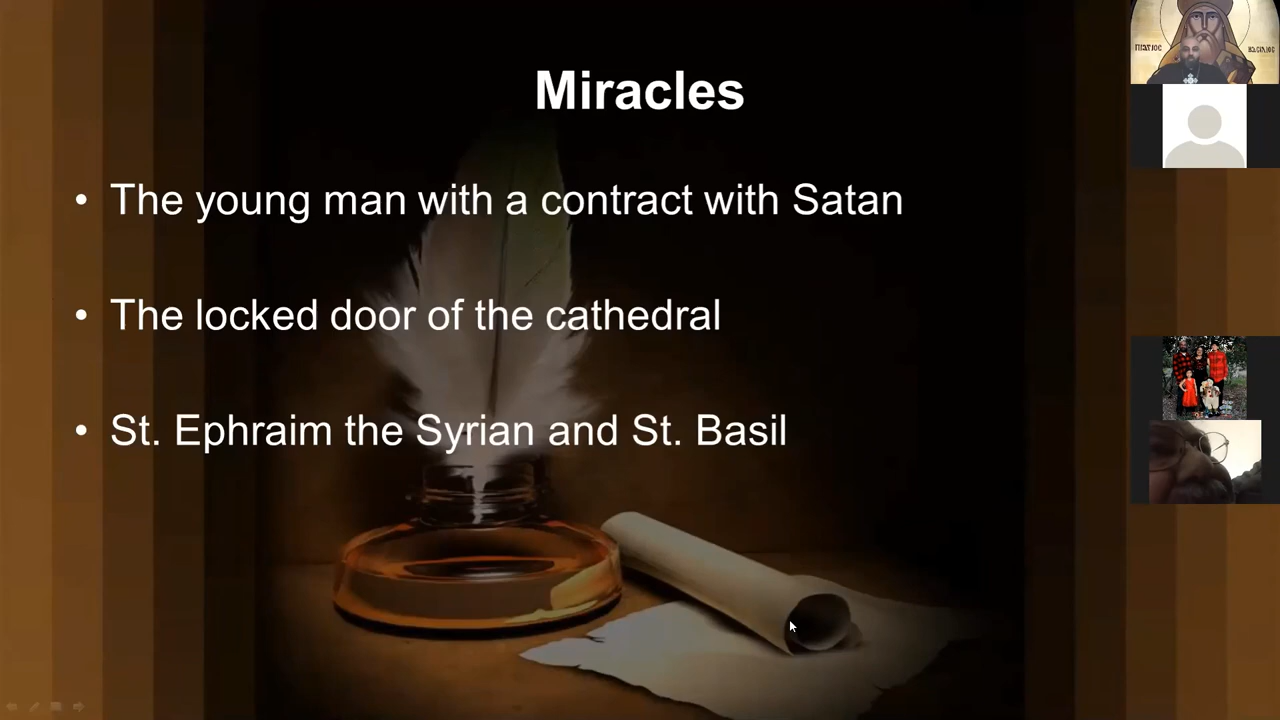 Miracles
• The young man with a contract with Satan
• The locked door of the cathedral
• St. Ephraim the Syrian and St. Basil